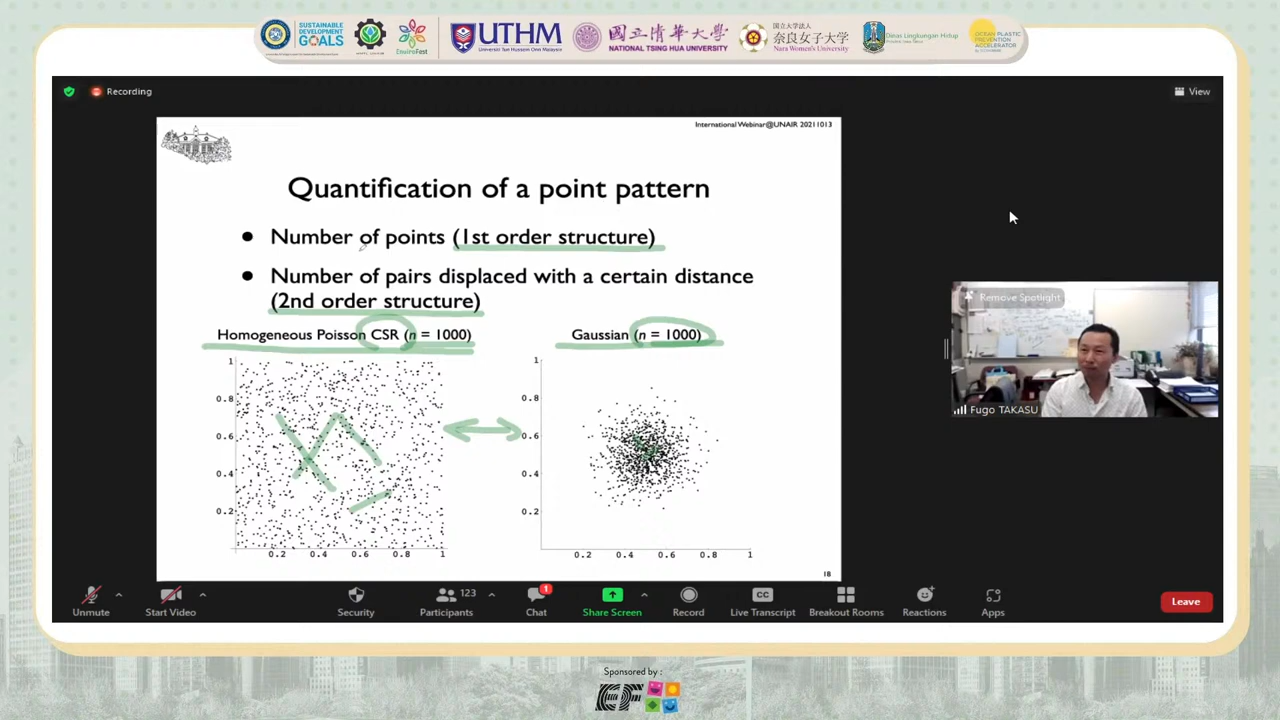 SUSTAINABLE DEVELOPMENT GOALS
EnviroFest
UTHM
Universiti Tun Hussein Onn Malaysia
國立清華大學
NATIONAL TSING HUA UNIVERSITY
国立大学法人
奈良女子大学
Nara Women's University
Dinas Lingkungan Hidup
OCEAN PLASTIC PREVENTION ACCELERATOR
Recording
View
International Webinar@UNAIR 20211013
Quantification of a point pattern
● Number of points (1st order structure)
● Number of pairs displaced with a certain distance
(2nd order structure)
Homogeneous Poisson CSR (n = 1000)
Gaussian (n = 1000)
1
0.8
0.6
0.4
0.2
0.2 0.4 0.6 0.8 1
1
0.8
0.6
0.4
0.2
0.2 0.4 0.6 0.8 1
18
Remove Spotlight
Fugo TAKASU
Unmute
Start Video
Security
Participants
123
Chat
1
Share Screen
Record
CC
Live Transcript
Breakout Rooms
Reactions
Apps
Leave
Sponsored by :
EF